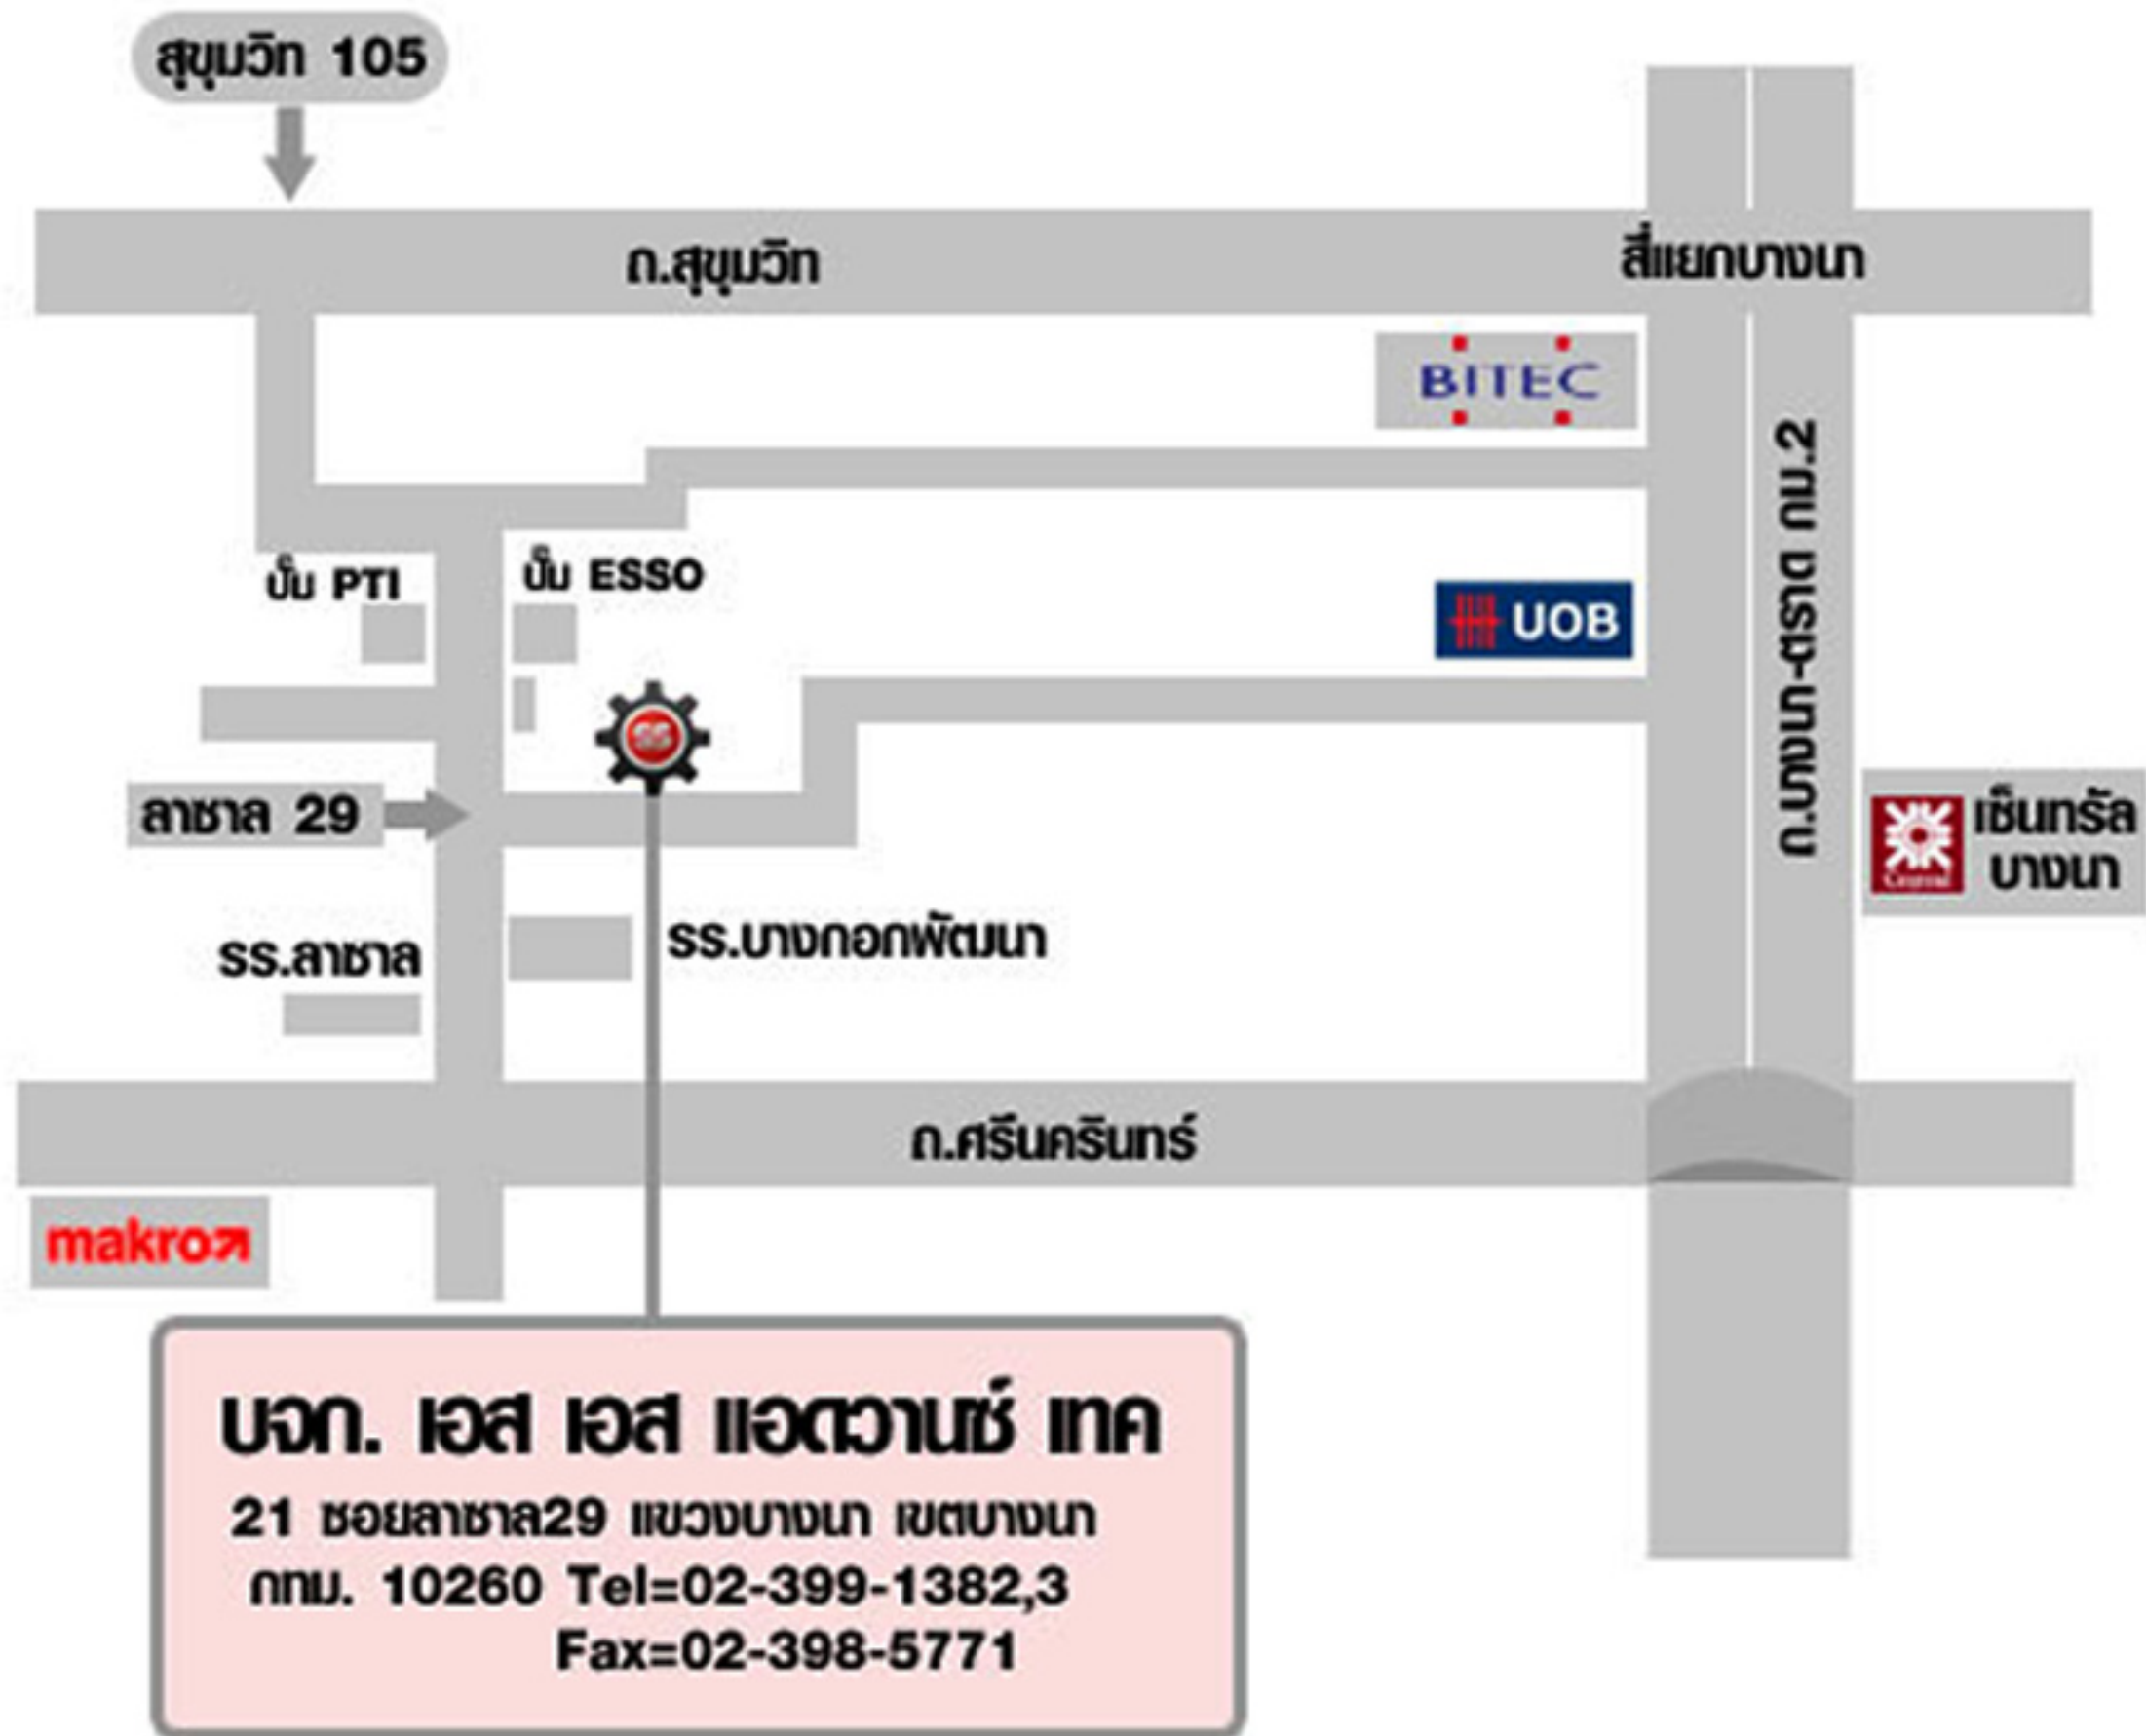 สุขุมวิท 105
ถ.สุขุมวิท
สี่แยกบางนา
BITEC
ถ.บางนา-ตราด กม.2
ปั๊ม PTI
ปั๊ม ESSO
UOB
SS
ลาซาล 29
เซ็นทรัล
บางนา
Central
รร.ลาซาล
รร.บางกอกพัฒนา
ถ.ศรีนครินทร์
makro
บจก. เอส เอส แอดวานซ์ เทค
21 ซอยลาซาล29 แขวงบางนา เขตบางนา
กทม. 10260 Tel=02-399-1382,3
Fax=02-398-5771